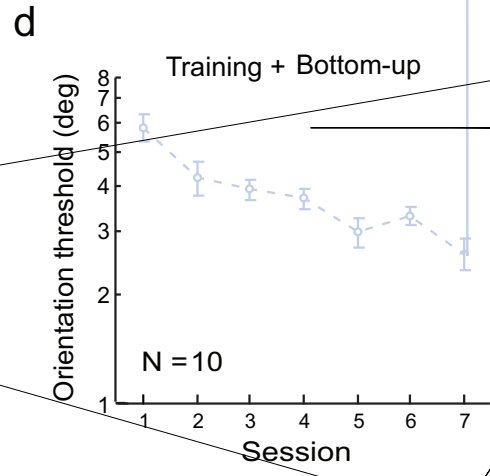 d
Training + Bottom-up
Orientation threshold (deg)
8
7
6
5
4
3
2
1
N = 10
1 2 3 4 5 6 7
Session